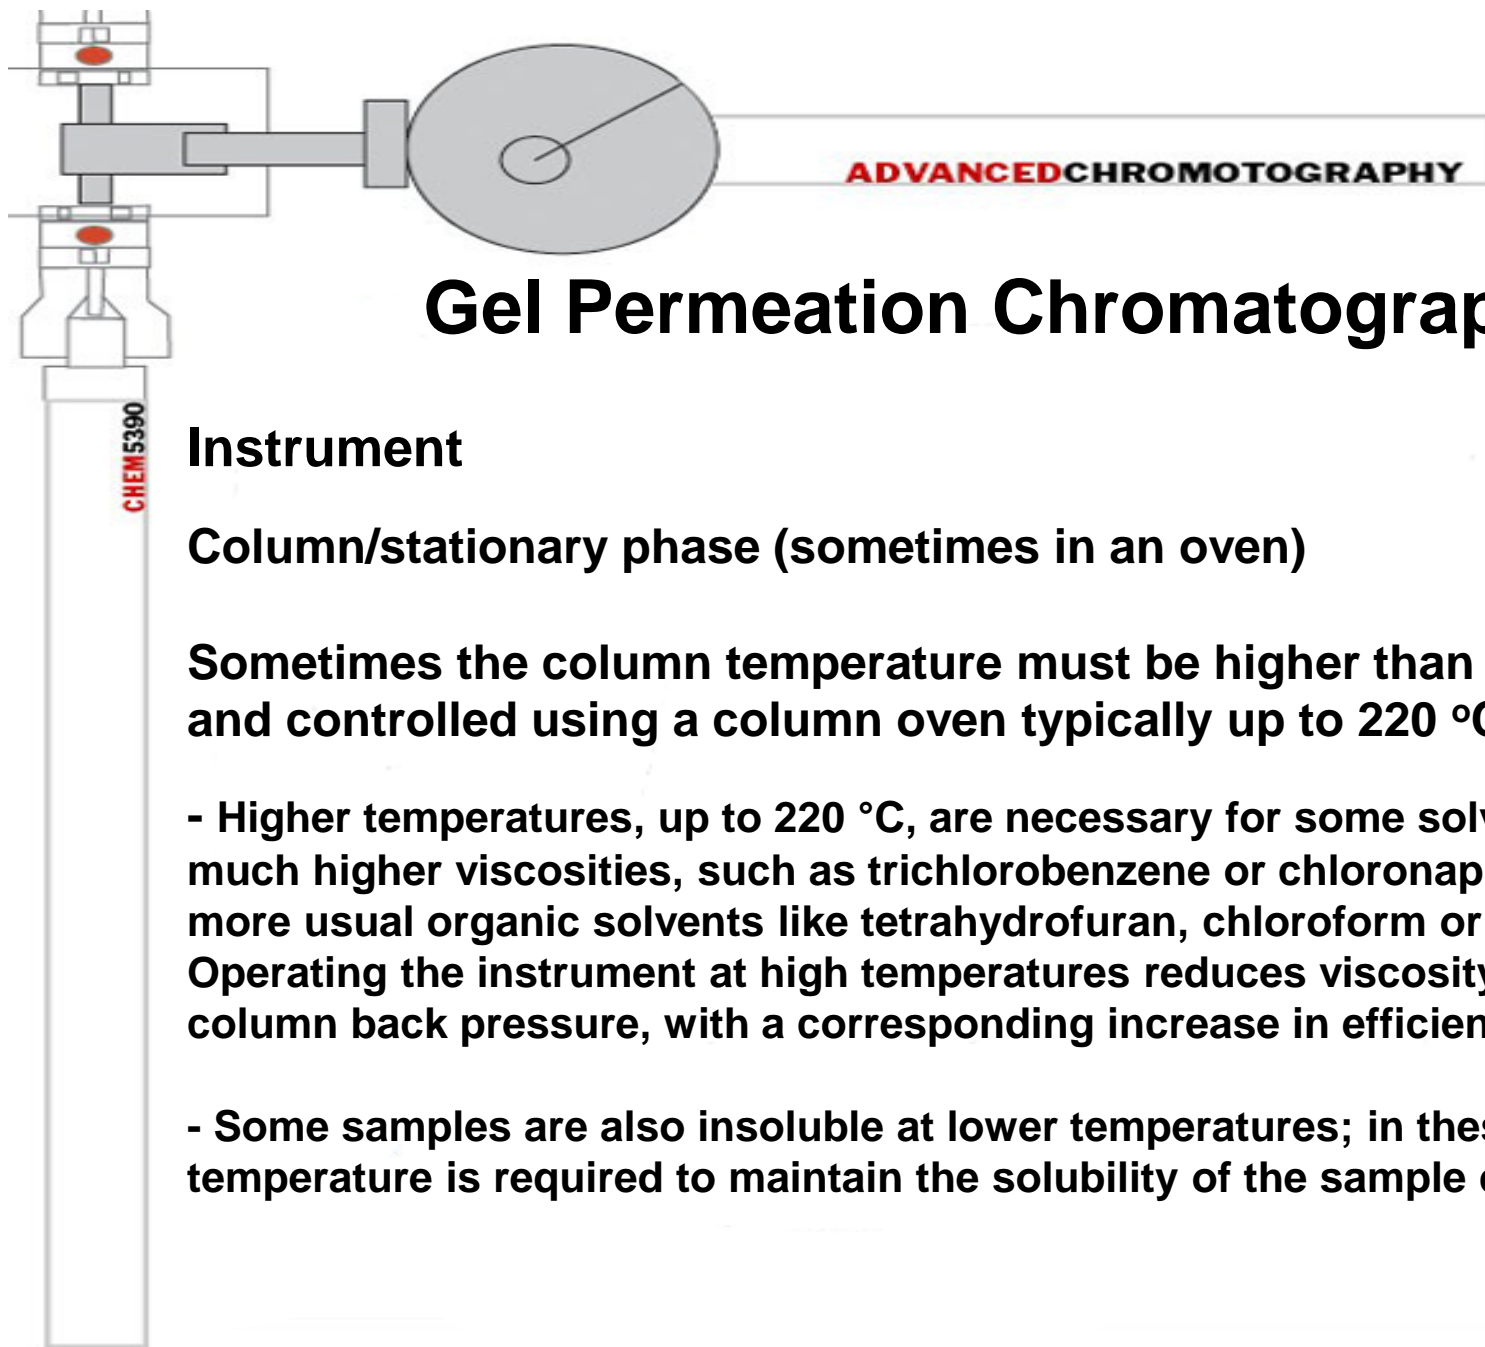 ADVANCEDCHROMOTOGRAPHY
Gel Permeation Chromatograp
CHEM5390
Instrument
Column/stationary phase (sometimes in an oven)
Sometimes the column temperature must be higher than
and controlled using a column oven typically up to 220 ºC
- Higher temperatures, up to 220 °C, are necessary for some solv
much higher viscosities, such as trichlorobenzene or chloronap
more usual organic solvents like tetrahydrofuran, chloroform or
Operating the instrument at high temperatures reduces viscosity
column back pressure, with a corresponding increase in efficien
- Some samples are also insoluble at lower temperatures; in thes
temperature is required to maintain the solubility of the sample